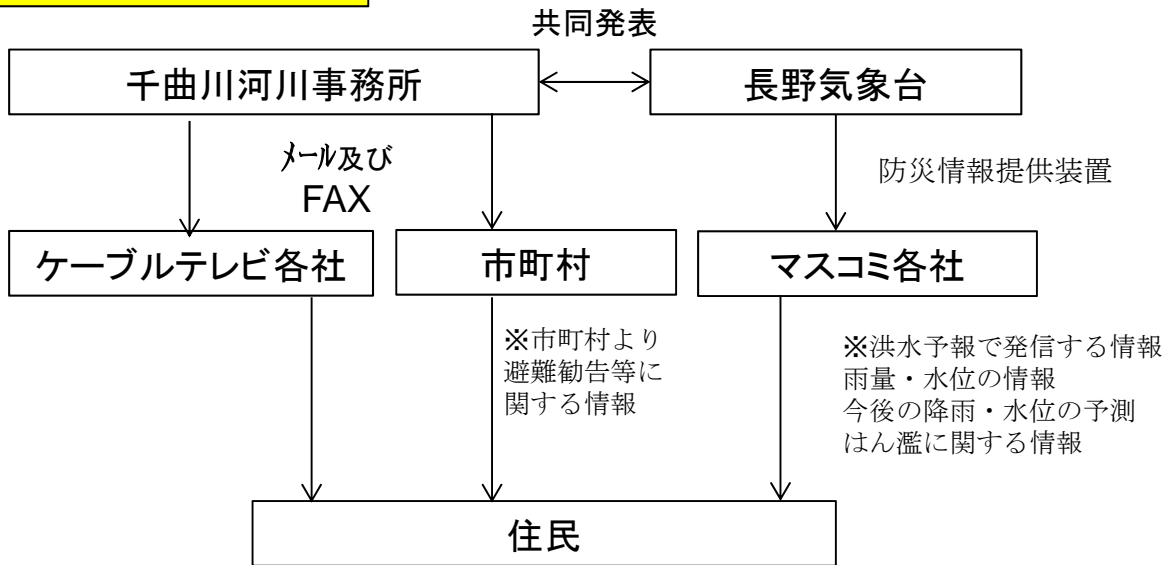 共同発表
千曲川河川事務所
長野気象台
メール及び
FAX
防災情報提供装置
ケーブルテレビ各社
市町村
マスコミ各社
※市町村より
避難勧告等に
関する情報
※洪水予報で発信する情報
雨量・水位の情報
今後の降雨・水位の予測
はん濫に関する情報
住民